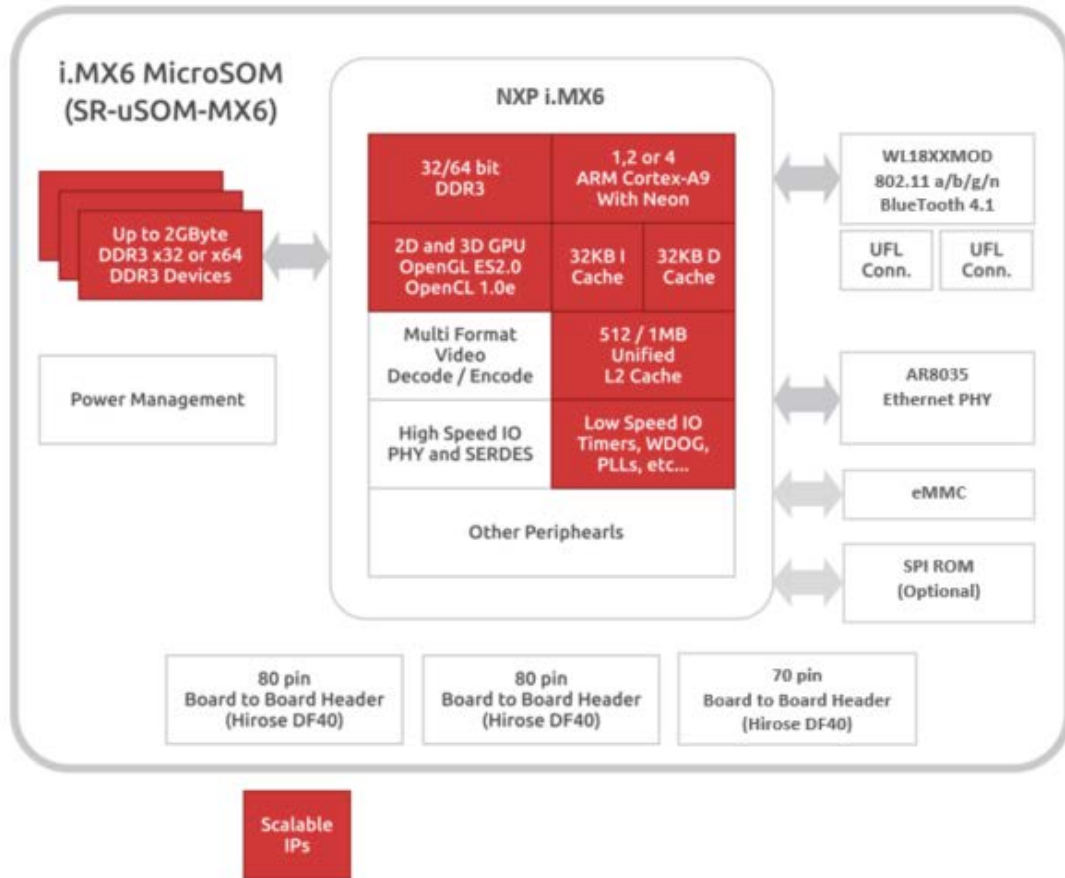 i.MX6 MicroSOM
(SR-uSOM-MX6)
NXP i.MX6
32/64 bit
DDR3
1,2 or 4
ARM Cortex-A9
With Neon
WL18XXMOD
802.11 a/b/g/n
BlueTooth 4.1
UFL
Conn.
UFL
Conn.
Up to 2GByte
DDR3 x32 or x64
DDR3 Devices
2D and 3D GPU
OpenGL ES2.0
OpenCL 1.0e
32KB I
Cache
32KB D
Cache
Multi Format
Video
Decode / Encode
512 / 1MB
Unified
L2 Cache
Power Management
AR8035
Ethernet PHY
High Speed IO
PHY and SERDES
Low Speed IO
Timers, WDOG,
PLLs, etc...
eMMC
Other Periphearls
SPI ROM
(Optional)
80 pin
Board to Board Header
(Hirose DF40)
80 pin
Board to Board Header
(Hirose DF40)
70 pin
Board to Board Header
(Hirose DF40)
Scalable
IPs